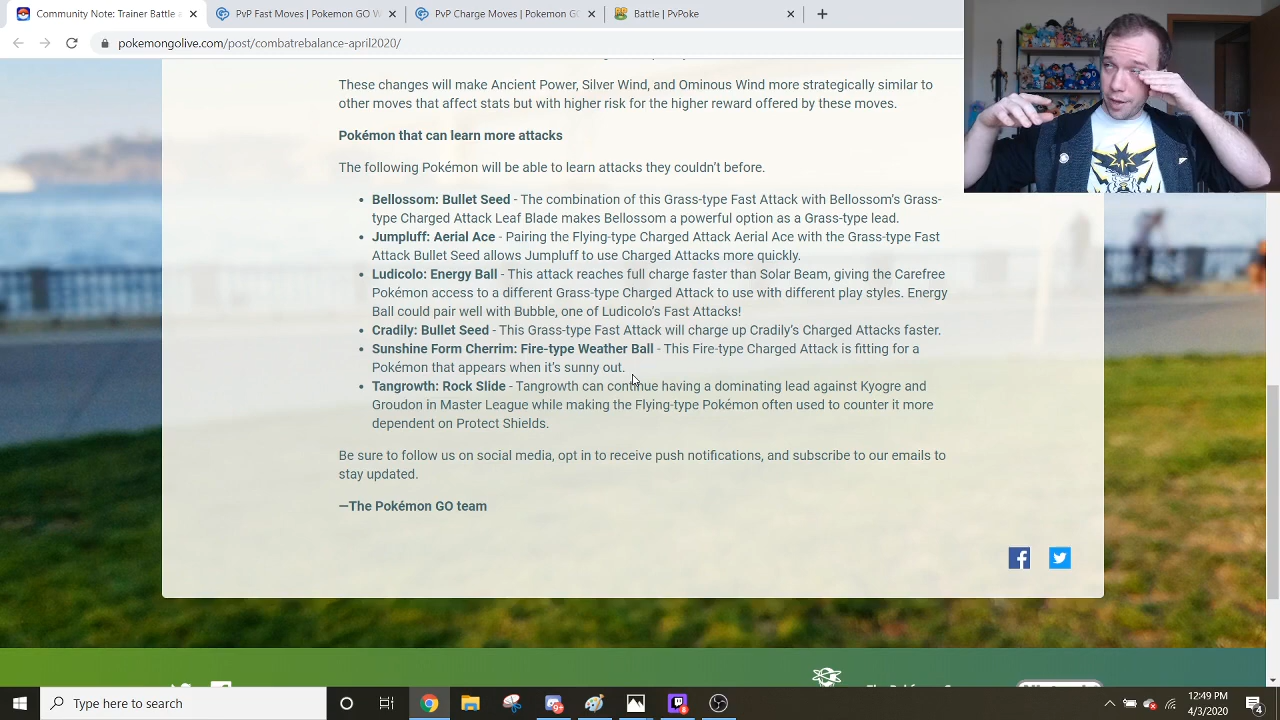 Community Note: Trainer Battle
PvP Fast Moves | Pokemon GO W
PvP Charge Moves | Pokemon GO
Battle | PvPoke
pokemongolive.com/post/combatrebalance-apr2020/
These changes will make Ancient Power, Silver Wind, and Ominous Wind more strategically similar to
other moves that affect stats but with higher risk for the higher reward offered by these moves.
Pokémon that can learn more attacks
The following Pokémon will be able to learn attacks they couldn't before.
• Bellossom: Bullet Seed - The combination of this Grass-type Fast Attack with Bellossom's Grass-
type Charged Attack Leaf Blade makes Bellossom a powerful option as a Grass-type lead.
• Jumpluff: Aerial Ace - Pairing the Flying-type Charged Attack Aerial Ace with the Grass-type Fast
Attack Bullet Seed allows Jumpluff to use Charged Attacks more quickly.
• Ludicolo: Energy Ball - This attack reaches full charge faster than Solar Beam, giving the Carefree
Pokémon access to a different Grass-type Charged Attack to use with different play styles. Energy
Ball could pair well with Bubble, one of Ludicolo's Fast Attacks!
• Cradily: Bullet Seed - This Grass-type Fast Attack will charge up Cradily's Charged Attacks faster.
• Sunshine Form Cherrim: Fire-type Weather Ball - This Fire-type Charged Attack is fitting for a
Pokémon that appears when it's sunny out.
• Tangrowth: Rock Slide - Tangrowth can continue having a dominating lead against Kyogre and
Groudon in Master League while making the Flying-type Pokémon often used to counter it more
dependent on Protect Shields.
Be sure to follow us on social media, opt in to receive push notifications, and subscribe to our emails to
stay updated.
—The Pokémon GO team
Type here to search
12:49 PM
4/3/2020
4